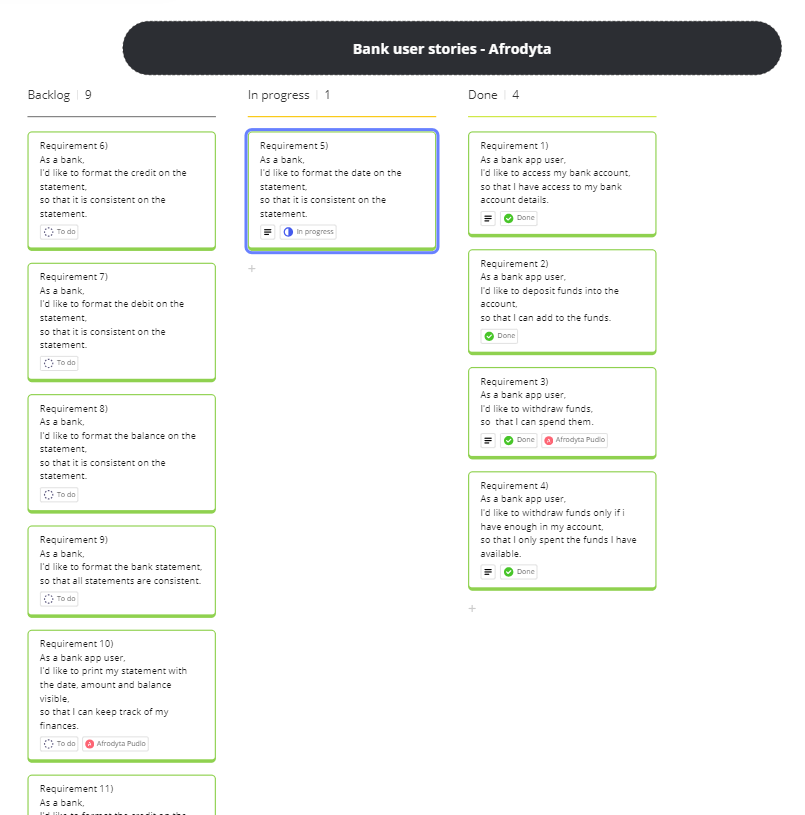 Bank user stories - Afrodyta
Backlog 9
Requirement 6)
As a bank,
I'd like to format the credit on the
statement,
so that it is consistent on the
statement.
To do
Requirement 7)
As a bank,
I'd like to format the debit on the
statement,
so that it is consistent on the
statement.
To do
Requirement 8)
As a bank,
I'd like to format the balance on the
statement,
so that it is consistent on the
statement.
To do
Requirement 9)
As a bank,
I'd like to format the bank statement,
so that all statements are consistent.
To do
Requirement 10)
As a bank app user,
I'd like to print my statement with
the date, amount and balance
visible,
so that I can keep track of my
finances.
To do A Afrodyta Pudlo
Requirement 11)
As a bank,
I'd like to format the credit on the
In progress 1
Requirement 5)
As a bank,
I'd like to format the date on the
statement,
so that it is consistent on the
statement.
In progress
+
Done 4
Requirement 1)
As a bank app user,
I'd like to access my bank account,
so that I have access to my bank
account details.
Done
Requirement 2)
As a bank app user,
I'd like to deposit funds into the
account,
so that I can add to the funds.
Done
Requirement 3)
As a bank app user,
I'd like to withdraw funds,
so that I can spend them.
Done A Afrodyta Pudlo
Requirement 4)
As a bank app user,
I'd like to withdraw funds only if i
have enough in my account,
so that I only spent the funds I have
available.
Done
+